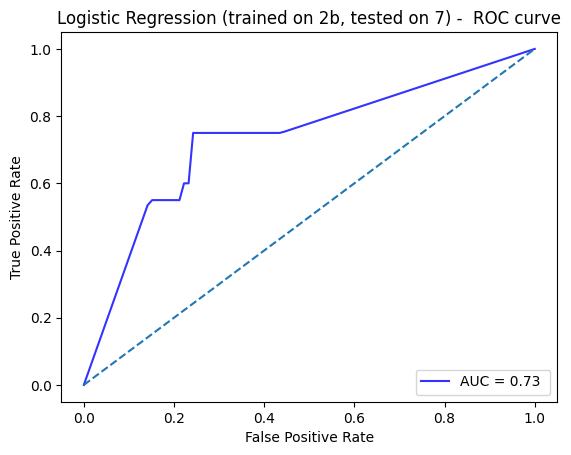 Logistic Regression (trained on 2b, tested on 7) -  ROC curve
1.0
0.8
0.6
0.4
0.2
0.0
True Positive Rate
AUC = 0.73
0.0 0.2 0.4 0.6 0.8 1.0
False Positive Rate